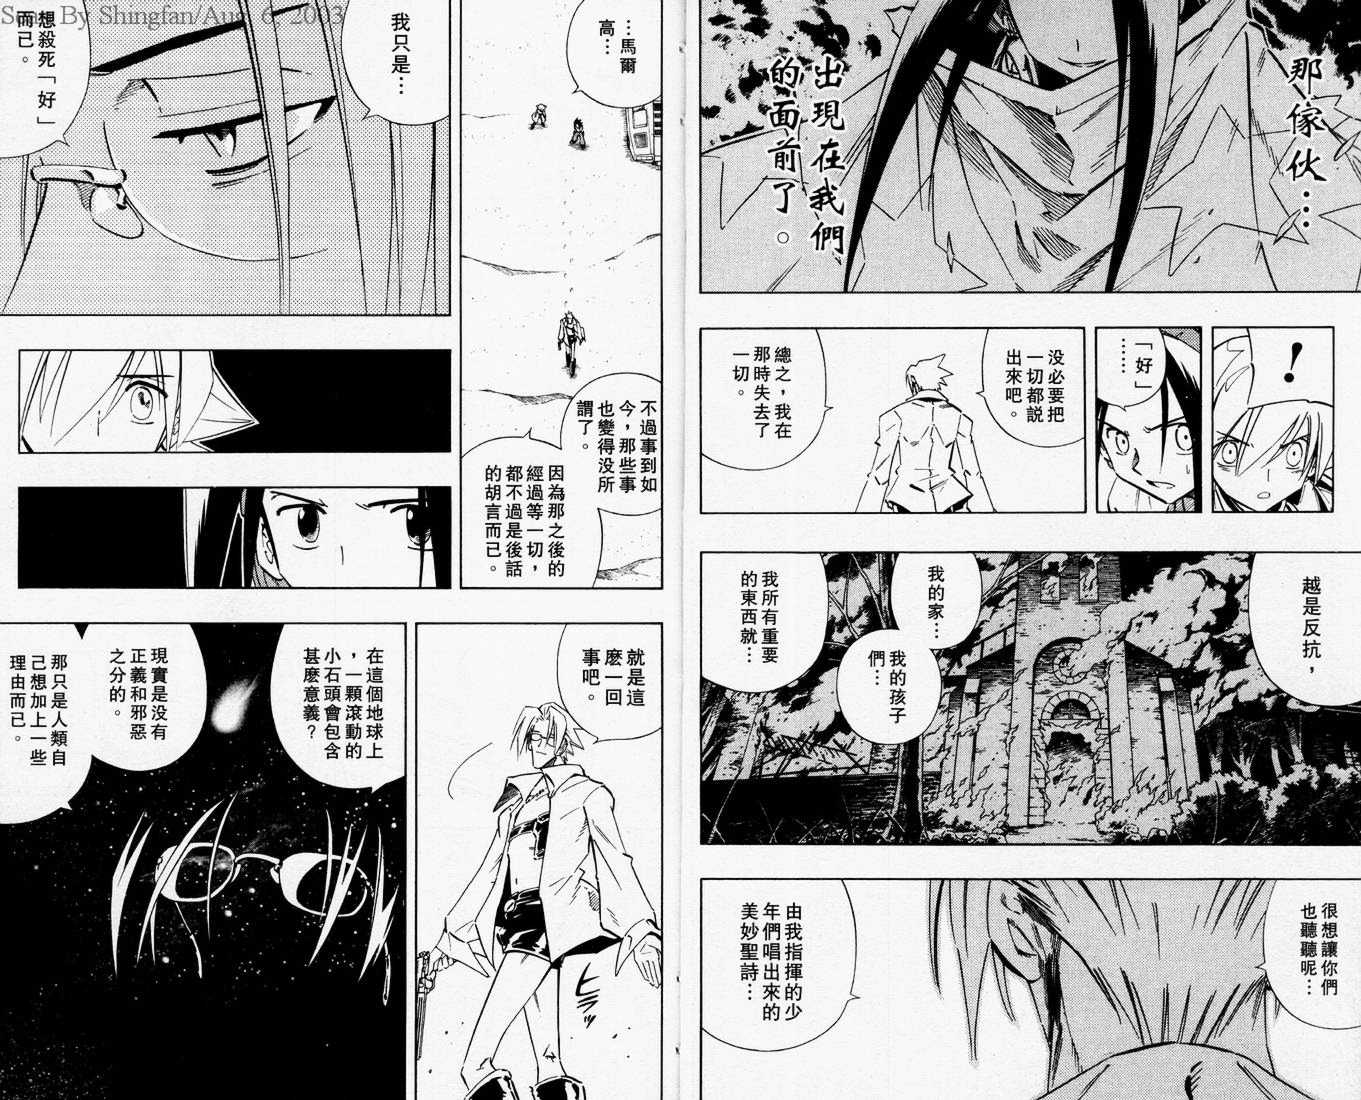 那傢伙…
出現在我們
的面前了。
！
「好」
……
没必要把
一切都說
出來吧。
總之，我在
那時失去了
一切。
越是反抗，
我的家…
我的孩子
們…
我所有重要
的東西就…
很想讓你們
也聽聽呢…
由我指揮的少
年們唱出來的
美妙聖詩…
…馬爾
高…
不過事到如
今，那些事
也變得没所
謂了。
因為那之後的
經過等一切，
都不過是後話
的胡言而已。
我只是…
想殺死「好」
而已。
就是這
麼一回
事吧。
ヒュッ
在這個地球上
，一顆滾動的
小石頭會包含
甚麼意義？
現實是没有
正義和邪惡
之分的。
那只是人類自
己想加上一些
理由而已。
By Shingfan/Aug 6, 2003